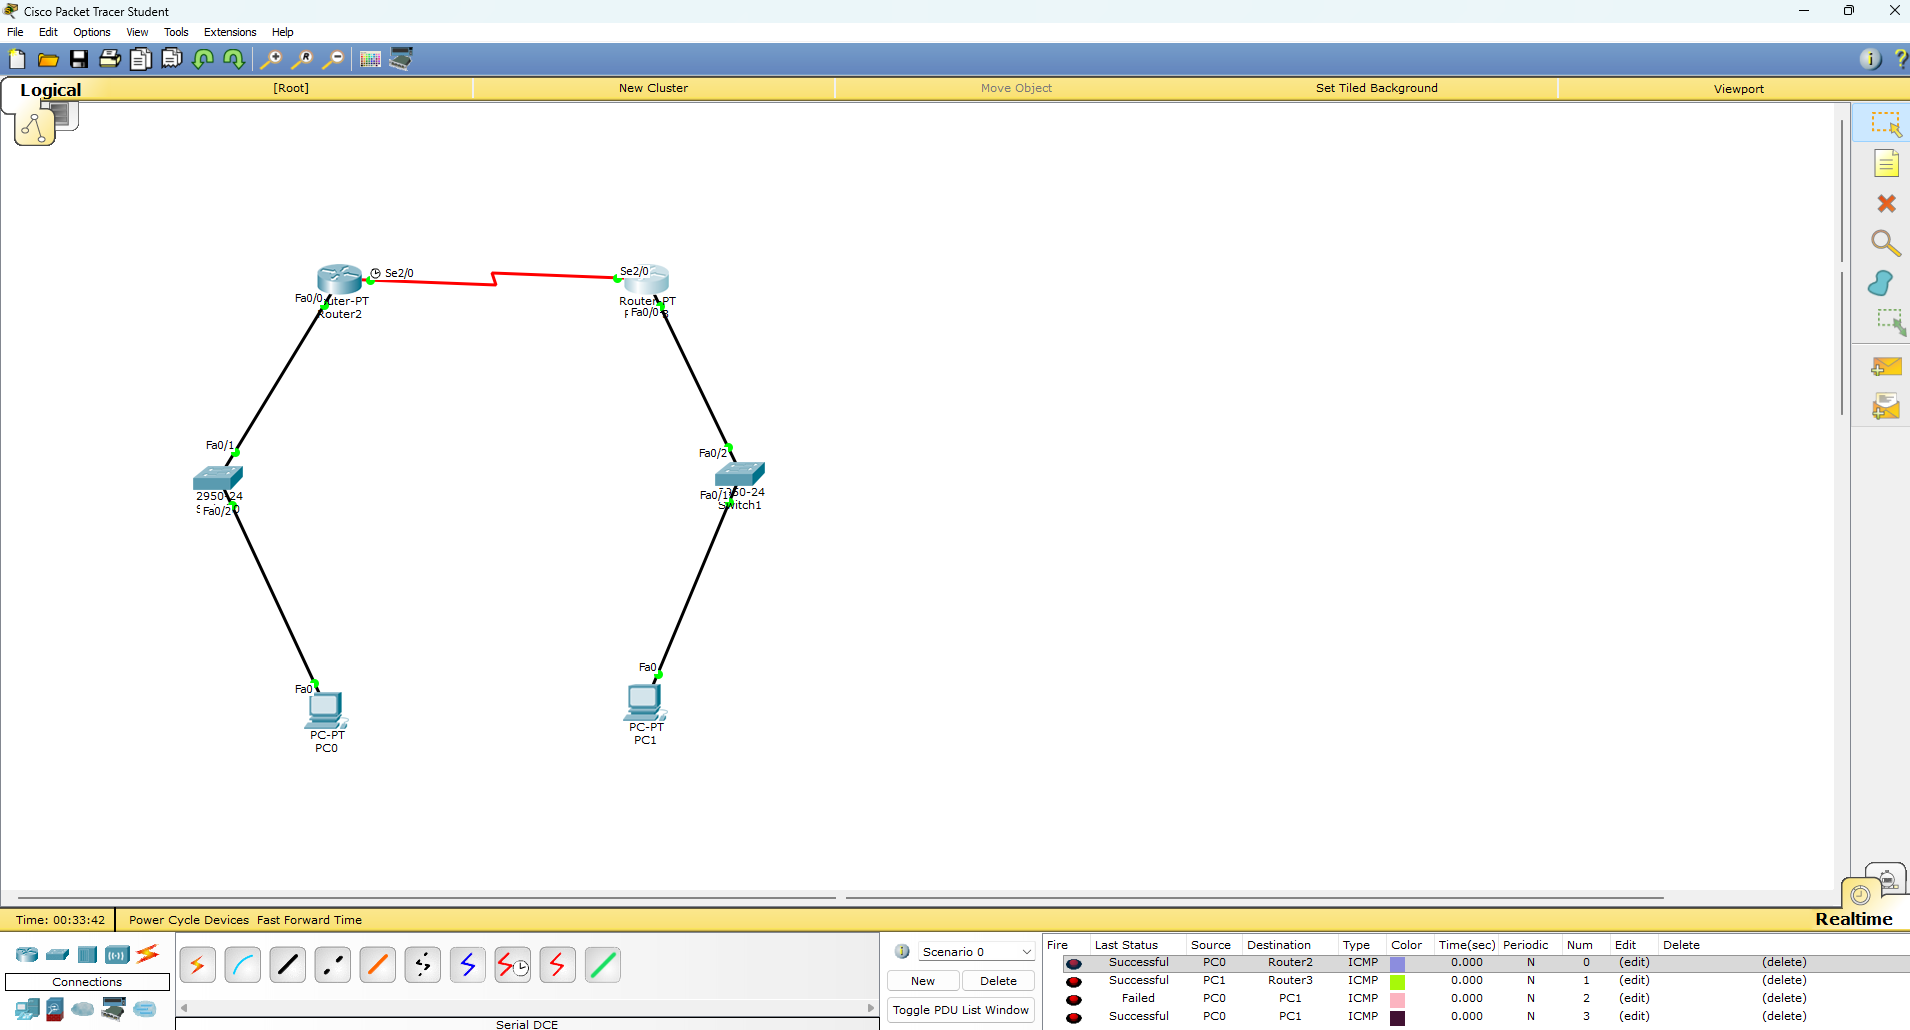 Cisco Packet Tracer Student
File Edit Options View Tools Extensions Help
Logical [Root] New Cluster Move Object Set Tiled Background Viewport
Se2/0 Se2/0
Fa0/0 uter-PT Router-PT
Router2 Fa0/0
Fa0/1 Fa0/2
2950-24 Fa0/1 50-24
Fa0/2 Switch1
Fa0 Fa0
PC-PT PC-PT
PC0 PC1
Time: 00:33:42 Power Cycle Devices Fast Forward Time Realtime
Connections
Serial DCE
Scenario 0
New Delete
Toggle PDU List Window
Fire Last Status Source Destination Type Color Time(sec) Periodic Num Edit Delete
Successful PC0 Router2 ICMP 0.000 N 0 (edit) (delete)
Successful PC1 Router3 ICMP 0.000 N 1 (edit) (delete)
Failed PC0 PC1 ICMP 0.000 N 2 (edit) (delete)
Successful PC0 PC1 ICMP 0.000 N 3 (edit) (delete)